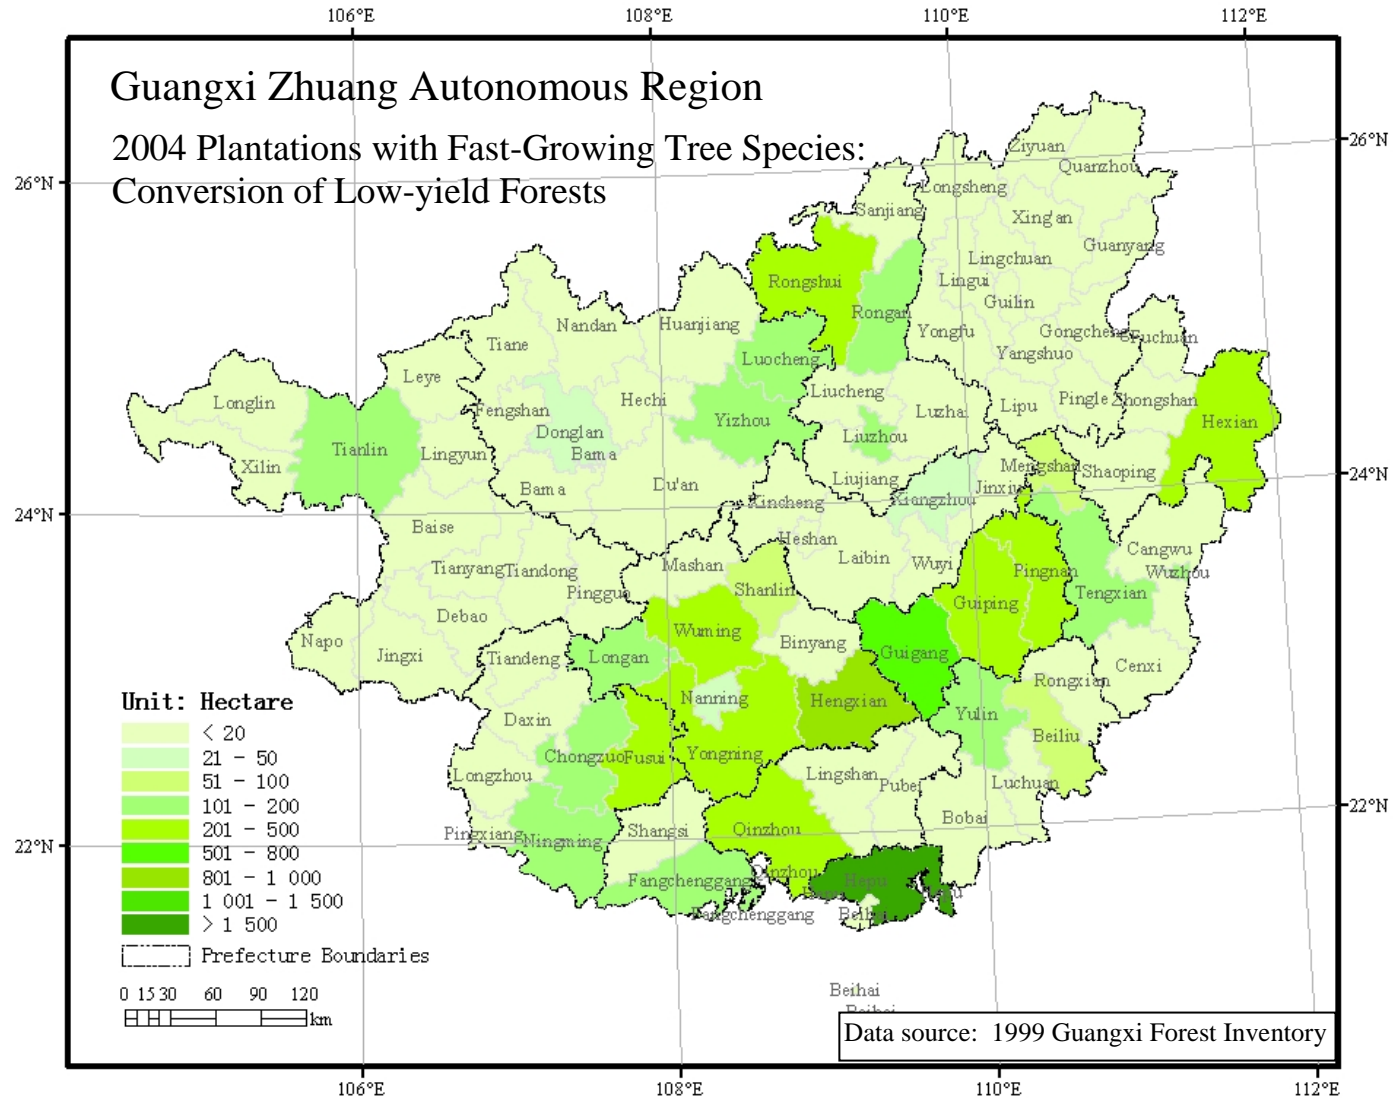 106°E 108°E 110°E 112°E
Guangxi Zhuang Autonomous Region
2004 Plantations with Fast-Growing Tree Species:
Conversion of Low-yield Forests
26°N
26°N
Ziyuan
Quanzhou
Longsheng
Sanjiang
Xing'an
Guanyang
Lingchuan
Lingui
Rongshui
Guilin
Rongan
Nandan
Huanjiang
Yongfu
Gongcheng
Fuchuan
Tiane
Yangshuo
Luocheng
Leye
Liucheng
Hechi
Longlin
Fengshan
Luzhai
Lipu
Pingle
Zhongshan
Yizhou
Hexian
Donglan
Liuzhou
Tianlin
Lingyun
Bama
Xilin
Mengshan
Shaoping
24°N
Liujiang
Bama
Du'an
Jinxiu
Xincheng
Xiangzhou
24°N
Baise
Heshan
Laibin
Cangwu
Wuyi
Mashan
Tianyang
Tiandong
Pingnan
Wuzhou
Pingguo
Shanlin
Tengxian
Guiping
Debao
Wuming
Napo
Binyang
Jingxi
Tiandeng
Longan
Guigang
Cenxi
Rongxian
Nanning
Hengxian
Unit: Hectare
Daxin
Yulin
Beiliu
< 20
21 - 50
51 - 100
101 - 200
201 - 500
501 - 800
801 - 1 000
1 001 - 1 500
> 1 500
Prefecture Boundaries
0 15 30 60 90 120
km
Chongzuo
Fusui
Yongning
Longzhou
Lingshan
Pubei
Luchuan
22°N
Bobai
Pingxiang
Ningming
Shangsi
Qinzhou
22°N
Fangchenggang
Qinzhou
Hepu
Fangchenggang
Beihai
Beihai
Beihai
Data source: 1999 Guangxi Forest Inventory
106°E 108°E 110°E 112°E